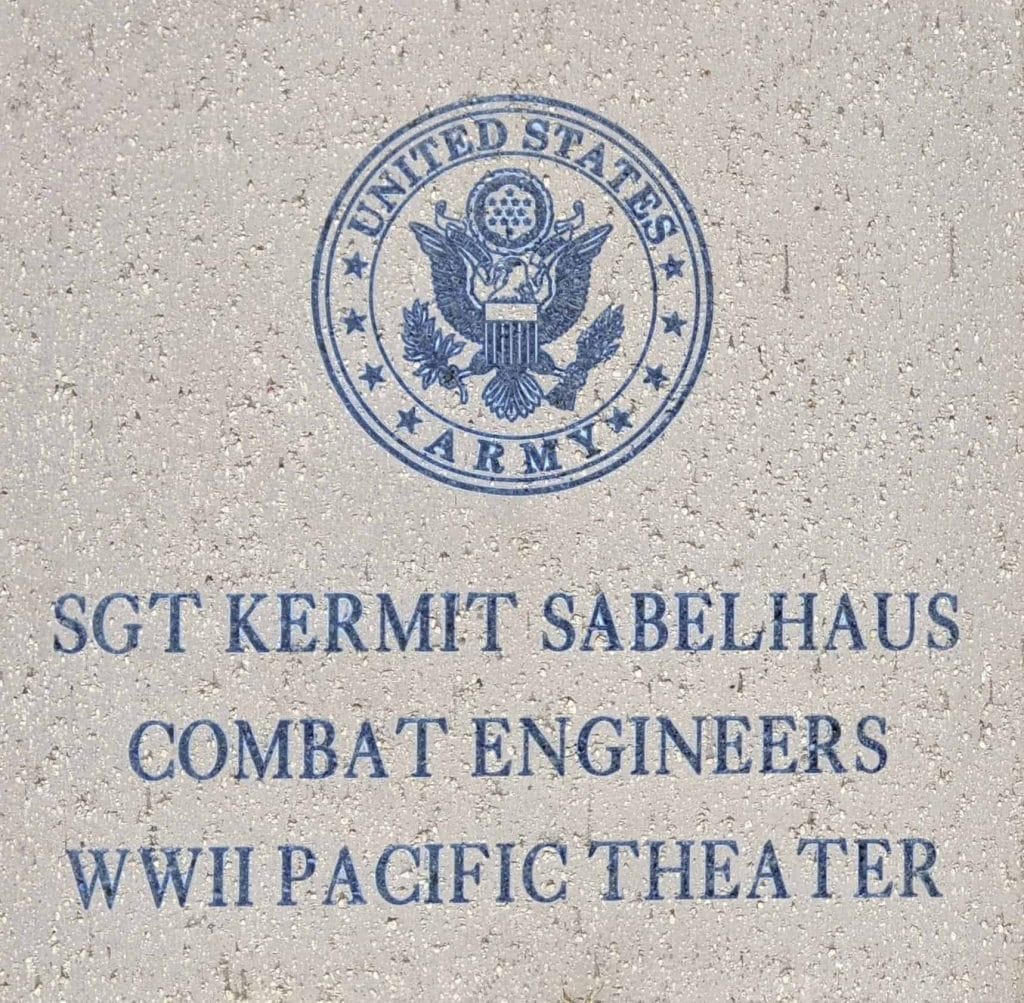 UNITED STATES
ARMY
SGT KERMIT SABELHAUS
COMBAT ENGINEERS
WWII PACIFIC THEATER